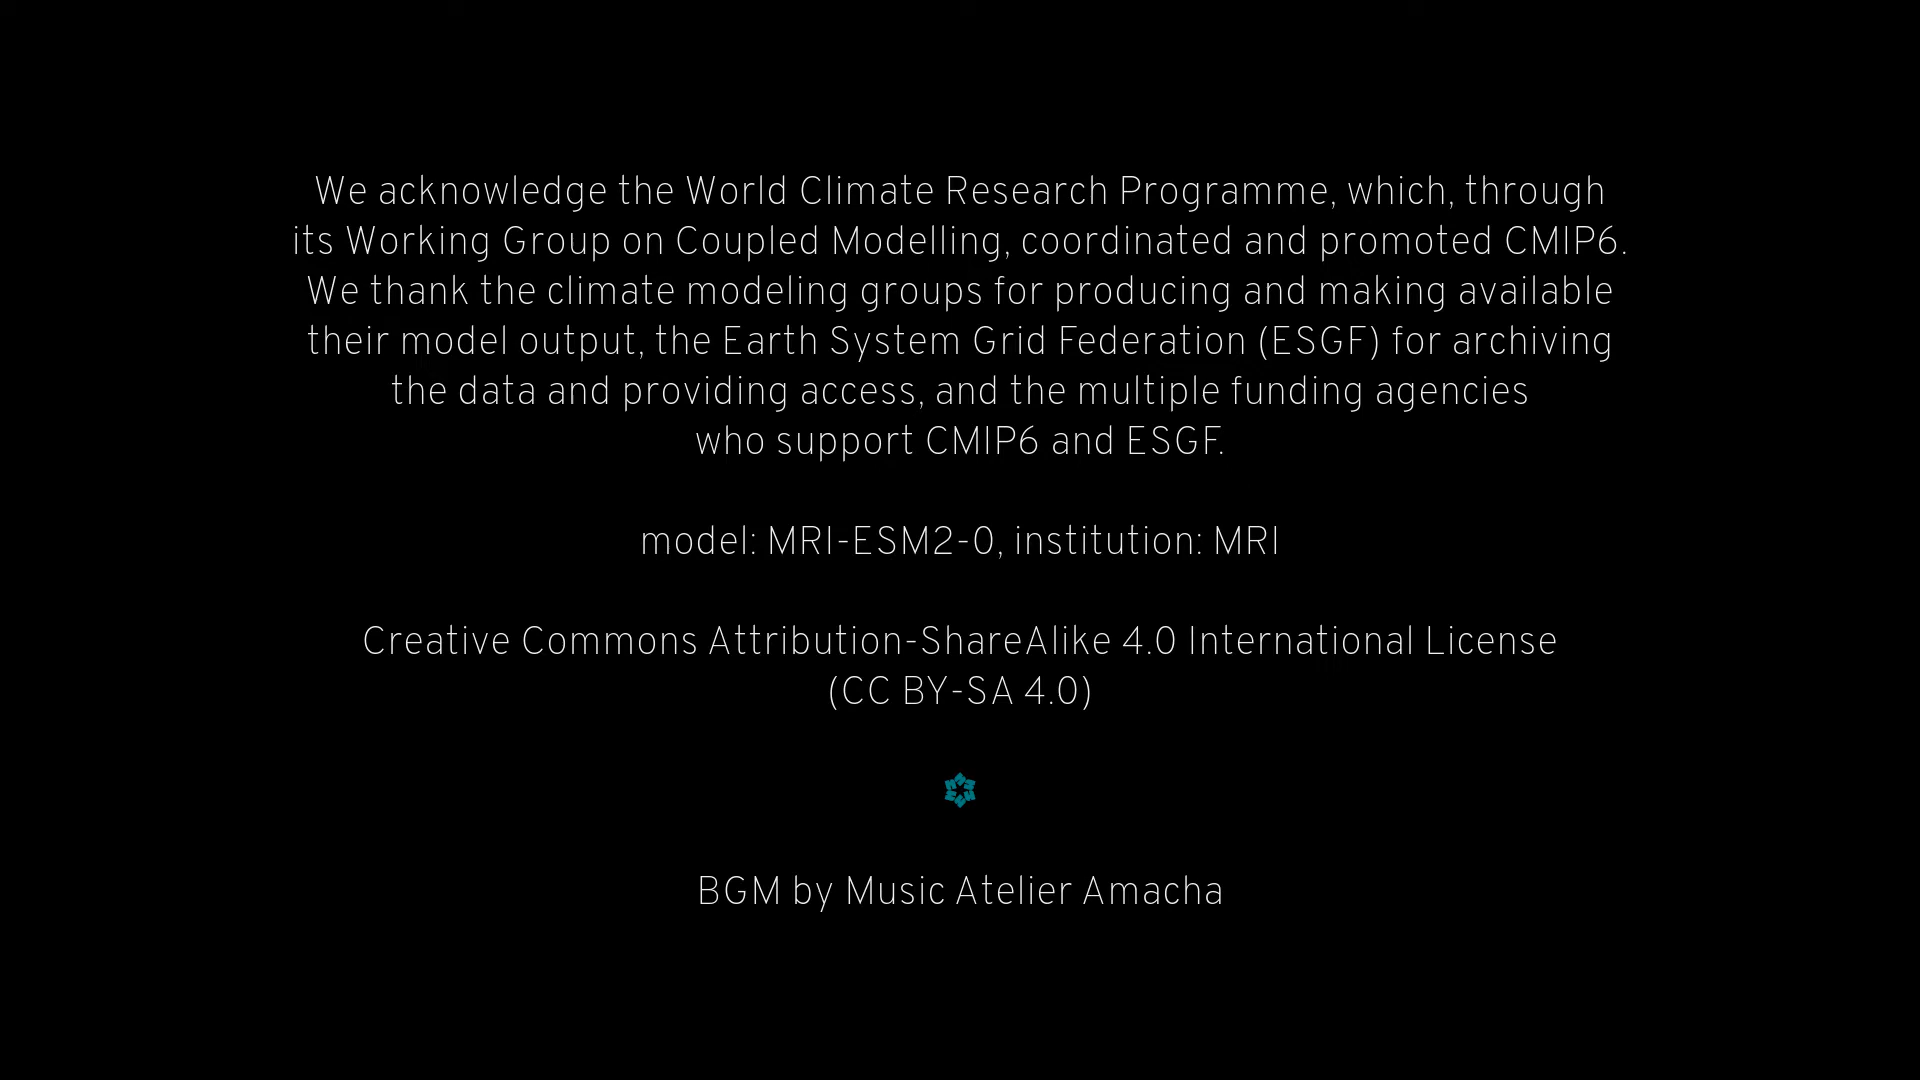 We acknowledge the World Climate Research Programme, which, through
its Working Group on Coupled Modelling, coordinated and promoted CMIP6.
We thank the climate modeling groups for producing and making available
their model output, the Earth System Grid Federation (ESGF) for archiving
the data and providing access, and the multiple funding agencies
who support CMIP6 and ESGF.
model: MRI-ESM2-0, institution: MRI
Creative Commons Attribution-ShareAlike 4.0 International License
(CC BY-SA 4.0)
BGM by Music Atelier Amacha